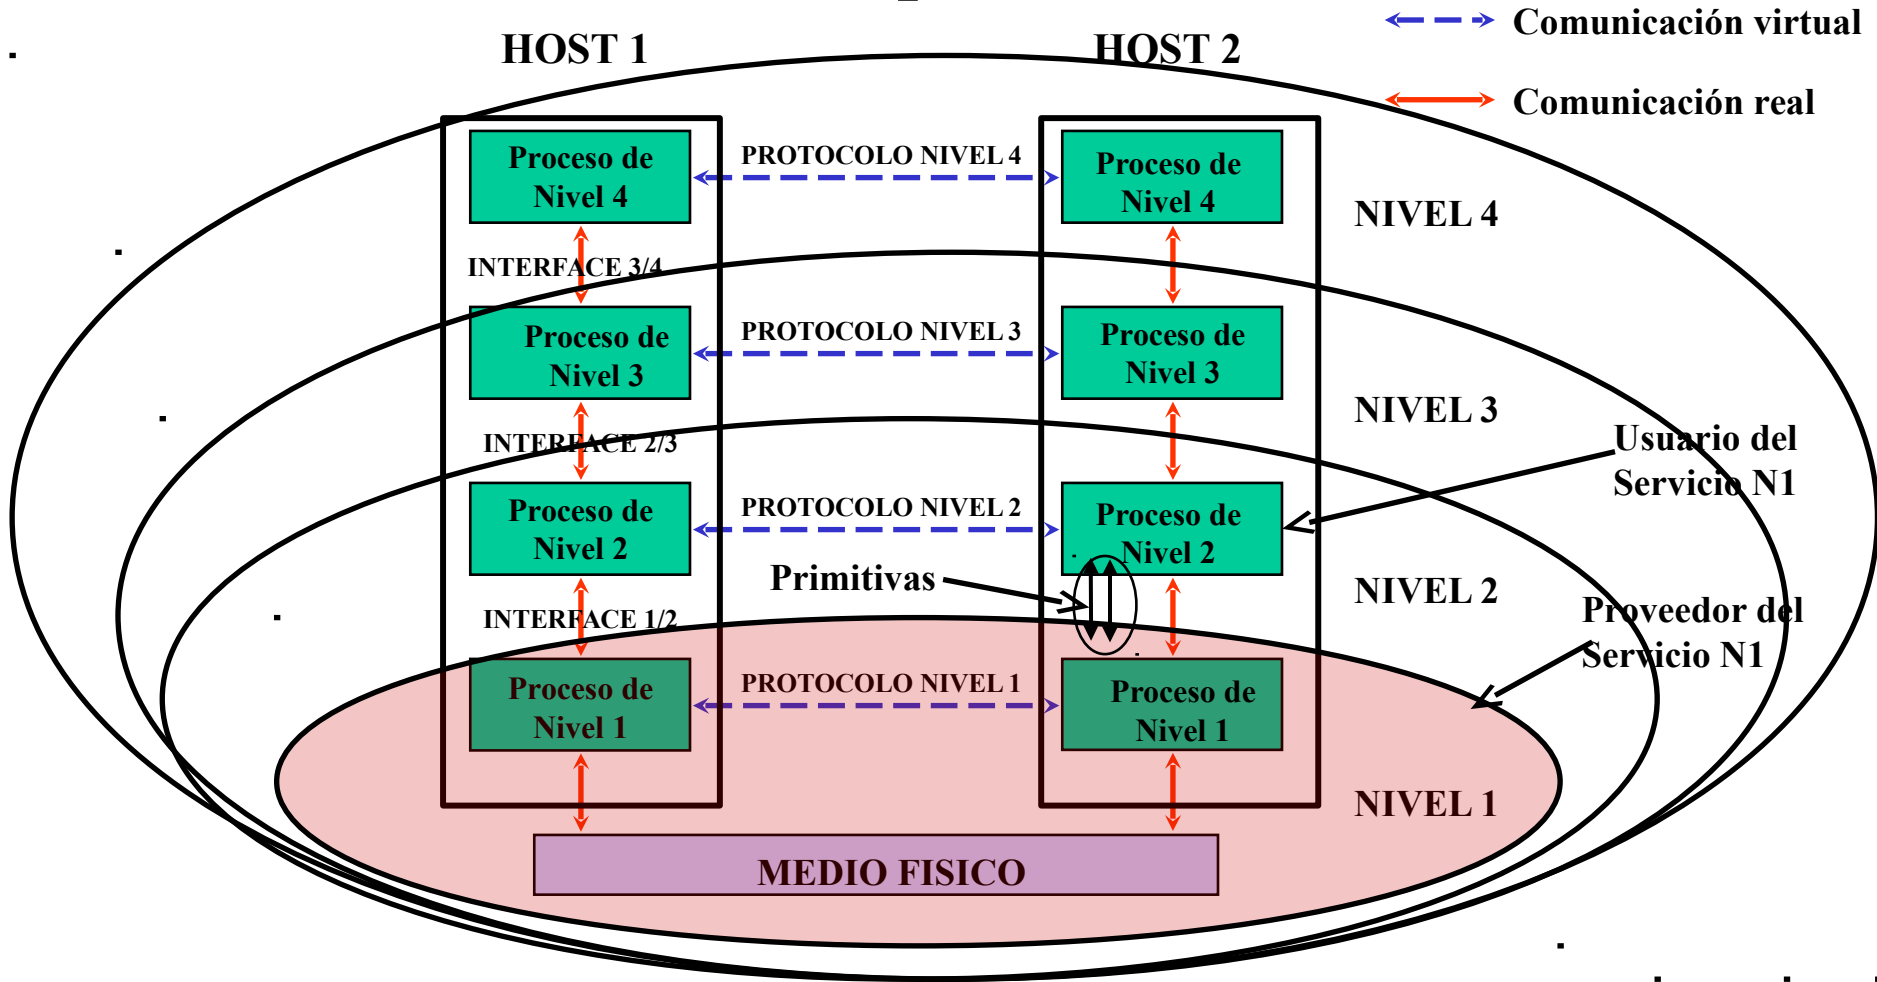 Comunicación virtual
HOST 1
HOST 2
Comunicación real
Proceso de
Nivel 4
PROTOCOLO NIVEL 4
Proceso de
Nivel 4
NIVEL 4
INTERFACE 3/4
Proceso de
Nivel 3
PROTOCOLO NIVEL 3
Proceso de
Nivel 3
NIVEL 3
INTERFACE 2/3
Usuario del
Servicio N1
Proceso de
Nivel 2
PROTOCOLO NIVEL 2
Proceso de
Nivel 2
Primitivas
NIVEL 2
INTERFACE 1/2
Proveedor del
Servicio N1
Proceso de
Nivel 1
PROTOCOLO NIVEL 1
Proceso de
Nivel 1
NIVEL 1
MEDIO FISICO